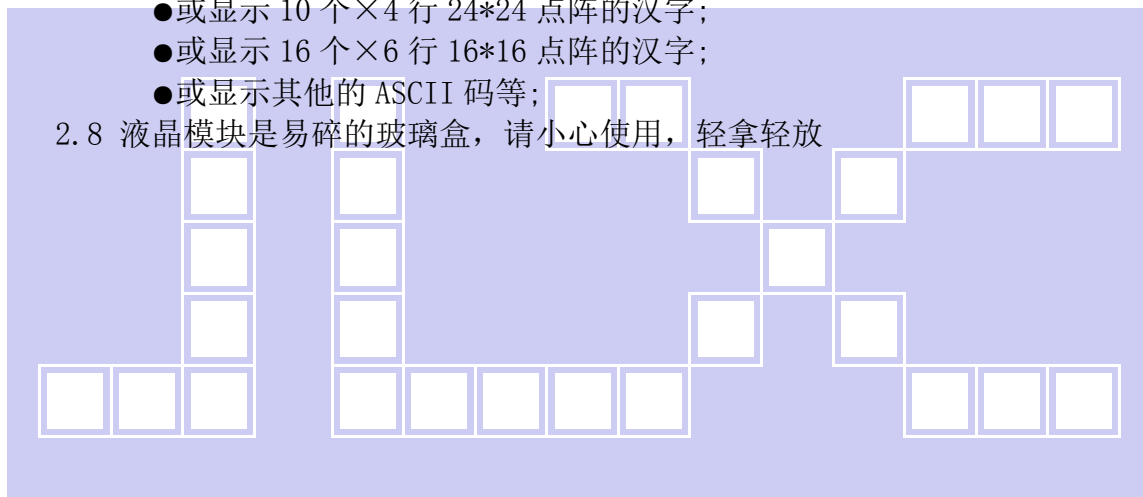 ●或显示 10 个×4 行 24*24 点阵的汉字;
●或显示 16 个×6 行 16*16 点阵的汉字;
●或显示其他的 ASCII 码等;
2.8 液晶模块是易碎的玻璃盒，请小心使用，轻拿轻放